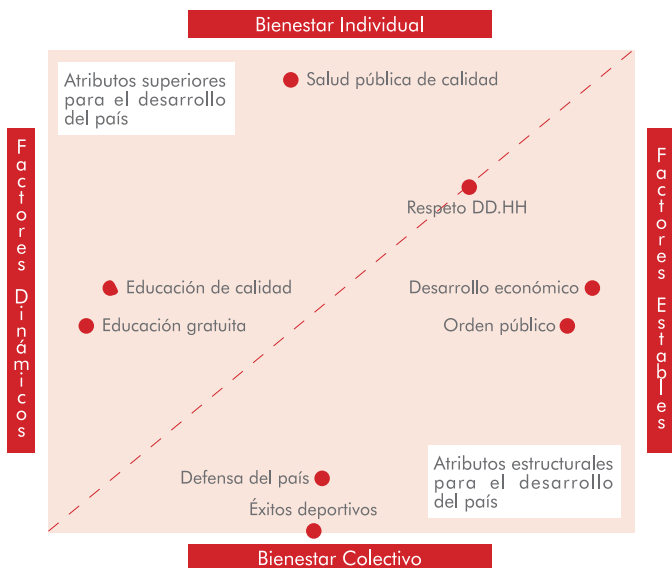 Bienestar Individual
Atributos superiores
para el desarrollo
del país
Salud pública de calidad
Factores Dinámicos
Factores Estables
Respeto DD.HH
Educación de calidad
Desarrollo económico
Educación gratuita
Orden público
Atributos estructurales
para el desarrollo
del país
Defensa del país
Éxitos deportivos
Bienestar Colectivo